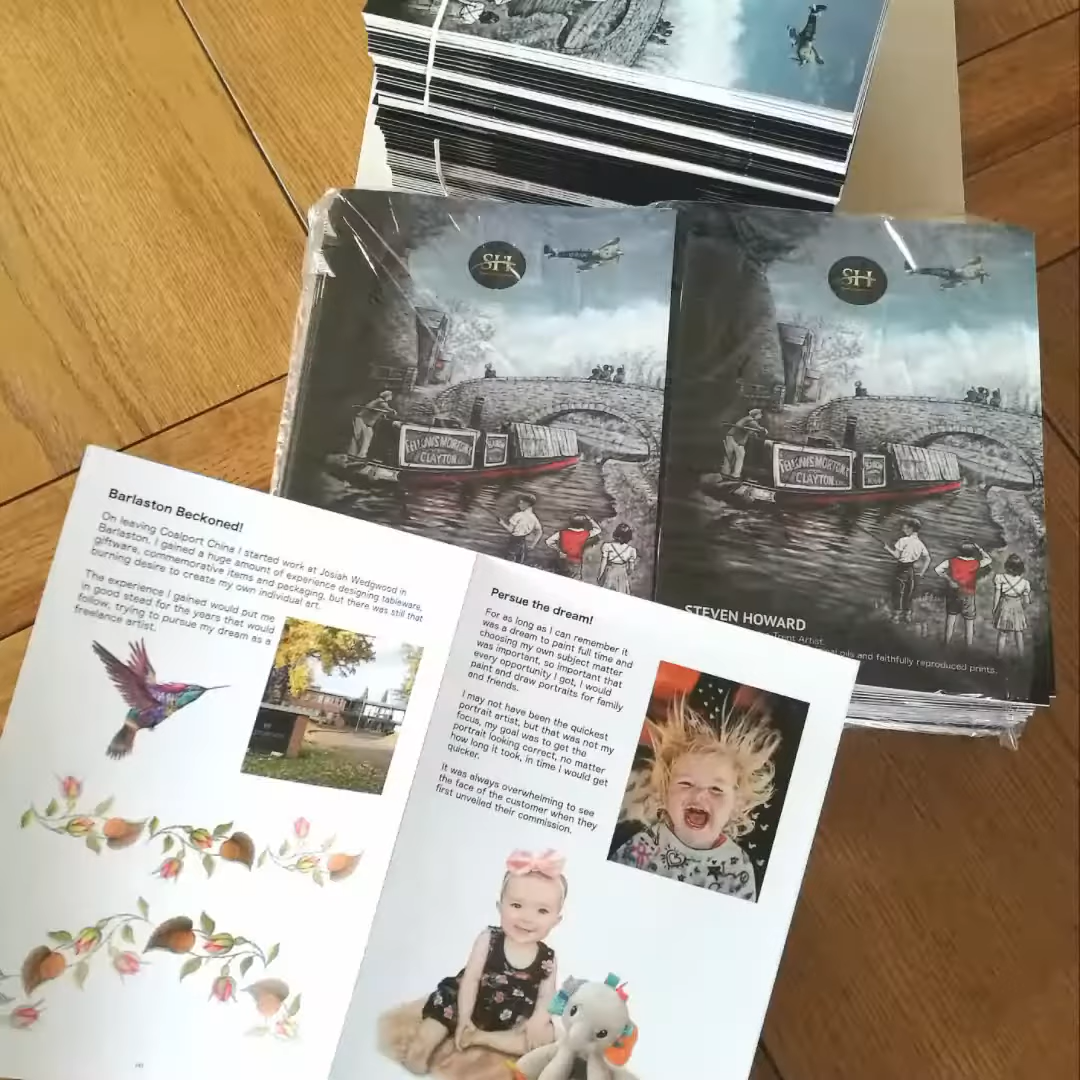 SH
SH
FELLOWS MORTON
CLAYTON
FELLOWS MORTON
CLAYTON
STEVEN HOWARD
Trent Artist
oils and faithfully reproduced prints.
Barlaston Beckoned!
On leaving Coalport China I started work at Josiah Wedgwood in
Barlaston, I gained a huge amount of experience designing tableware,
giftware, commemorative items and packaging, but there was still that
burning desire to create my own individual art.
The experience I gained would put me
in good stead for the years that would
follow, trying to pursue my dream as a
freelance artist.
Persue the dream!
For as long as I can remember it
was a dream to paint full time and
choosing my own subject matter
was important, so important that
every opportunity I got, I would
paint and draw portraits for family
and friends.
I may not have been the quickest
portrait artist, but that was not my
focus, my goal was to get the
portrait looking correct, no matter
how long it took, in time I would get
quicker.
It was always overwhelming to see
the face of the customer when they
first unveiled their commission.